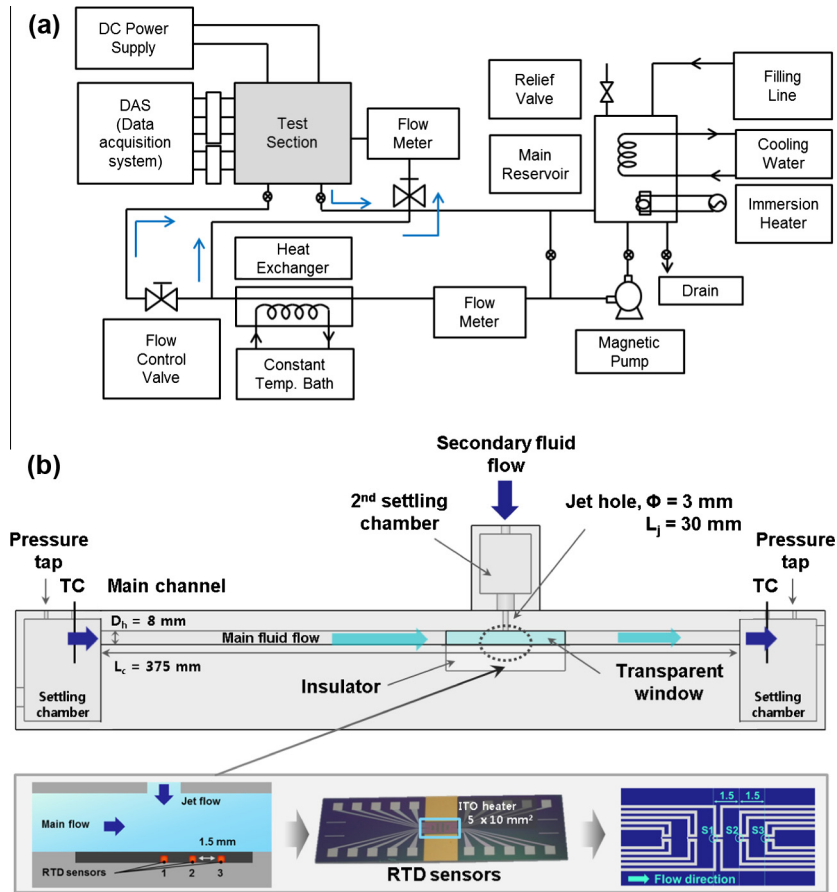 (a)
DC Power
Supply
DAS
(Data
acquisition
system)
Test
Section
Flow
Meter
Relief
Valve
Main
Reservoir
Filling
Line
Cooling
Water
Immersion
Heater
Heat
Exchanger
Flow
Meter
Drain
Flow
Control
Valve
Constant
Temp. Bath
Magnetic
Pump
(b)
Secondary fluid
flow
2nd settling
chamber
Jet hole, Φ = 3 mm
Lj = 30 mm
Pressure
tap
TC
Main channel
Pressure
tap
TC
Dh = 8 mm
Main fluid flow
Lc = 375 mm
Insulator
Transparent
window
Settling
chamber
Settling
chamber
Jet flow
Main flow
1.5 mm
RTD sensors
1 2 3
ITO heater
5 x 10 mm2
RTD sensors
1.5 1.5
S1 S2 S3
Flow direction